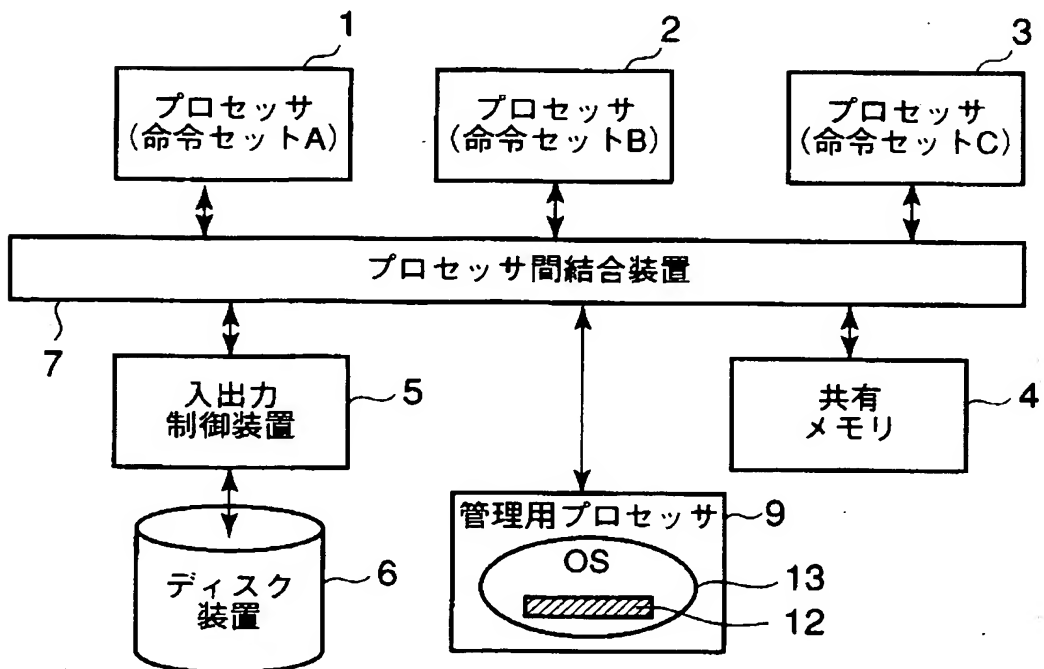 1
2
3
プロセッサ
(命令セットA)
プロセッサ
(命令セットB)
プロセッサ
(命令セットC)
プロセッサ間結合装置
7
入出力
制御装置
5
共有
メモリ
4
管理用プロセッサ
9
OS
13
12
ディスク
装置
6